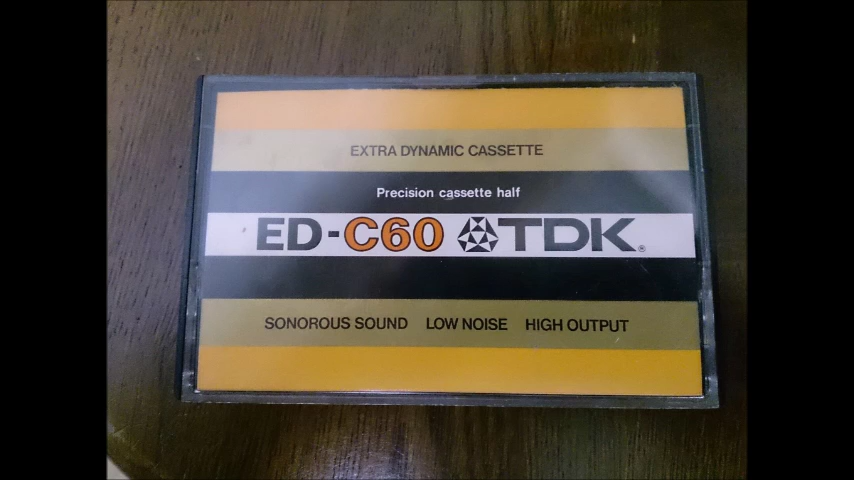 EXTRA DYNAMIC CASSETTE
Precision cassette half
ED-C60 TDK®
SONOROUS SOUND LOW NOISE HIGH OUTPUT